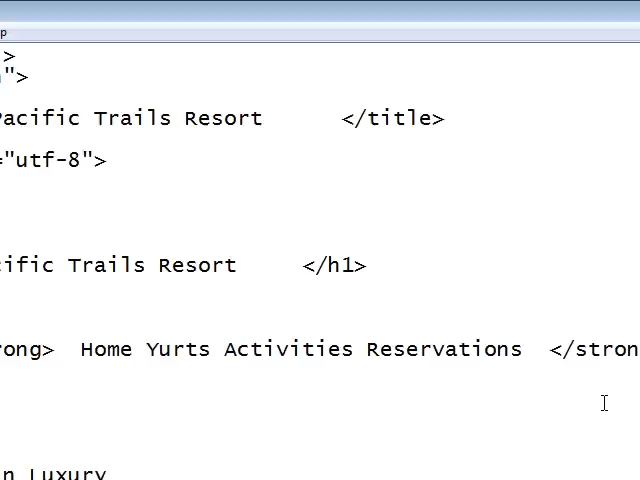 p
>
">
Pacific Trails Resort </title>
="utf-8">
ific Trails Resort </h1>
rong> Home Yurts Activities Reservations </stron
n Luxury